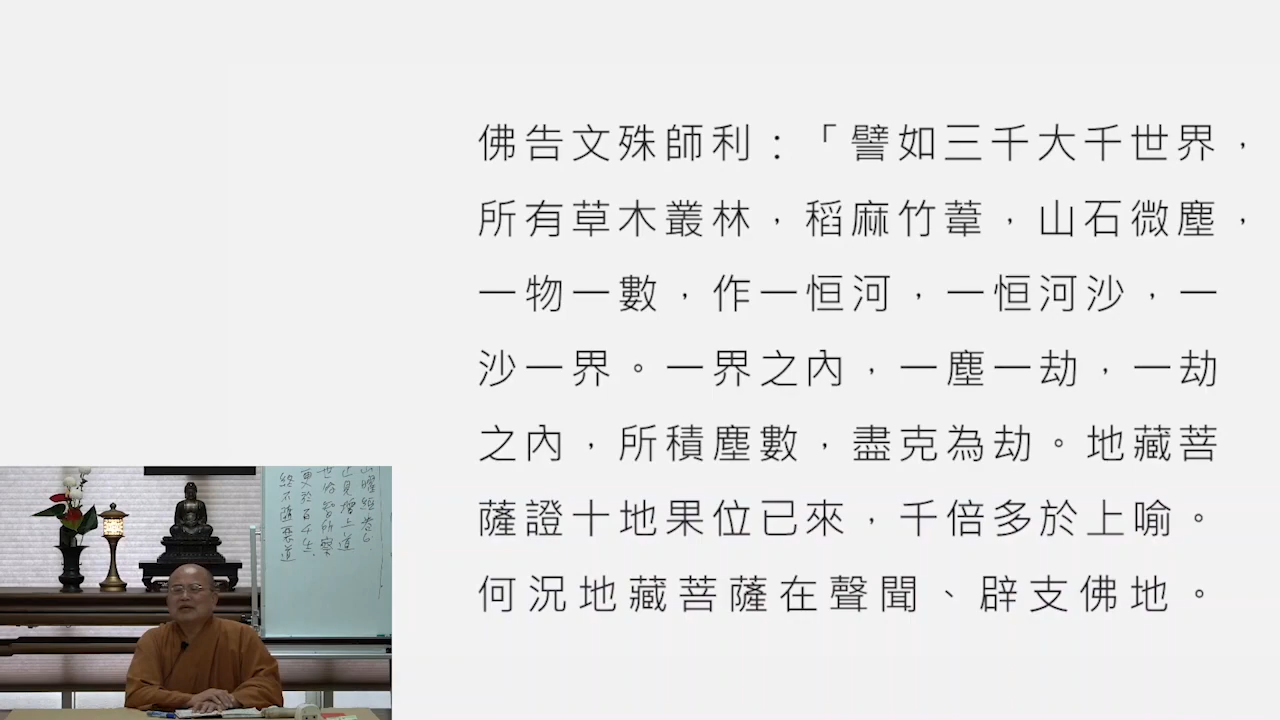 佛告文殊師利：「譬如三千大千世界，
所有草木叢林，稻麻竹葦，山石微塵，
一物一數，作一恒河，一恒河沙，一
沙一界。一界之內，一塵一劫，一劫
之內，所積塵數，盡克為劫。地藏菩
薩證十地果位已來，千倍多於上喻。
何況地藏菩薩在聲聞、辟支佛地。